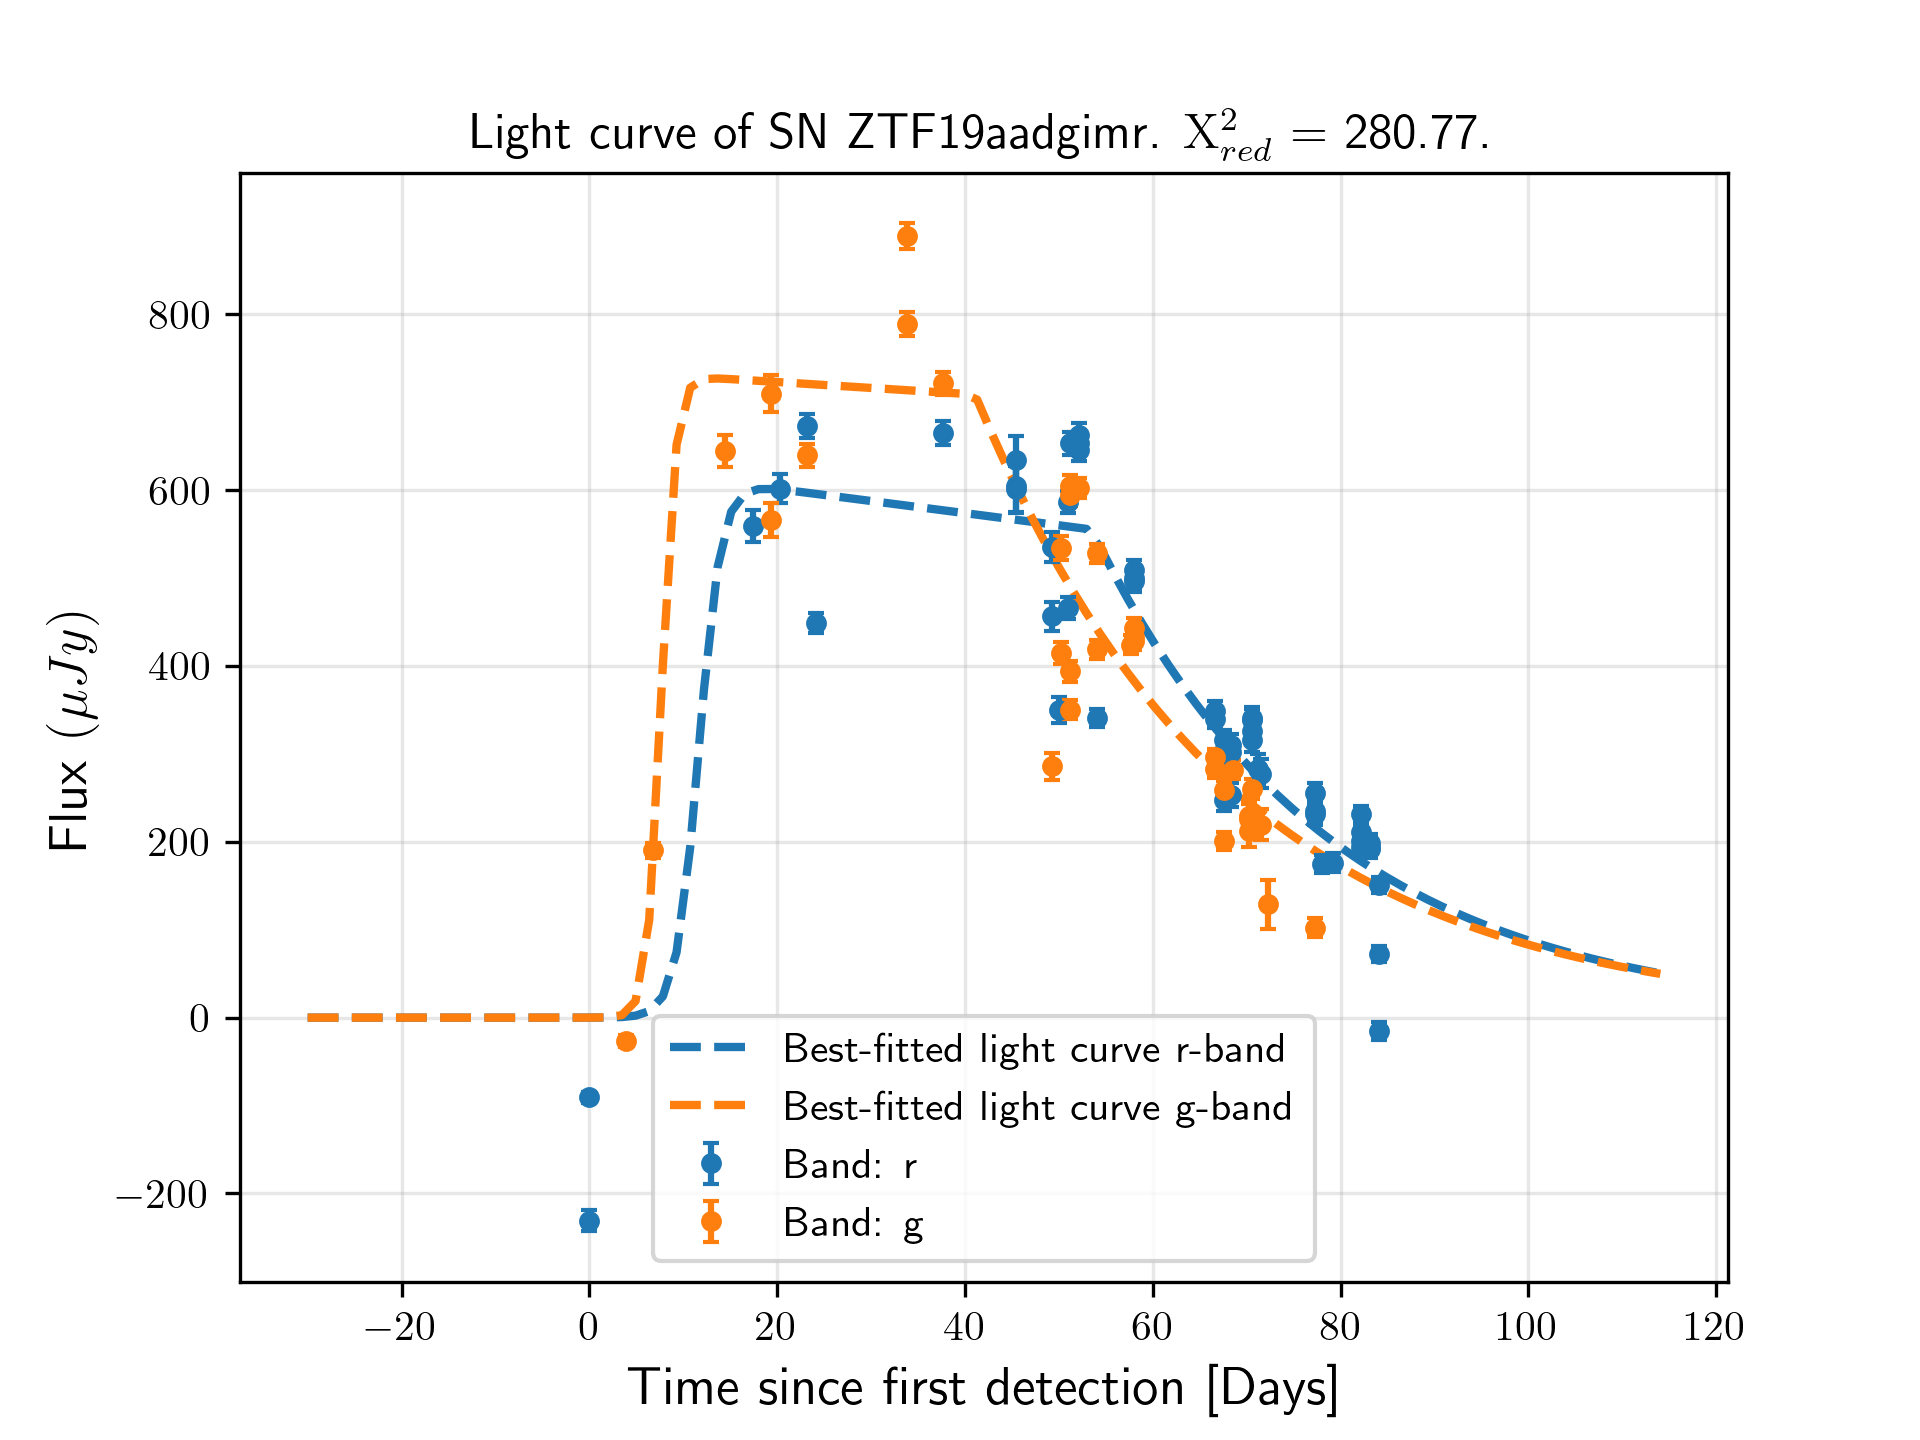 Light curve of SN ZTF19aadgimr. X²red = 280.77.
Flux (μJy)
800
600
400
200
0
−200
−20 0 20 40 60 80 100 120
Time since first detection [Days]
Best-fitted light curve r-band
Best-fitted light curve g-band
Band: r
Band: g